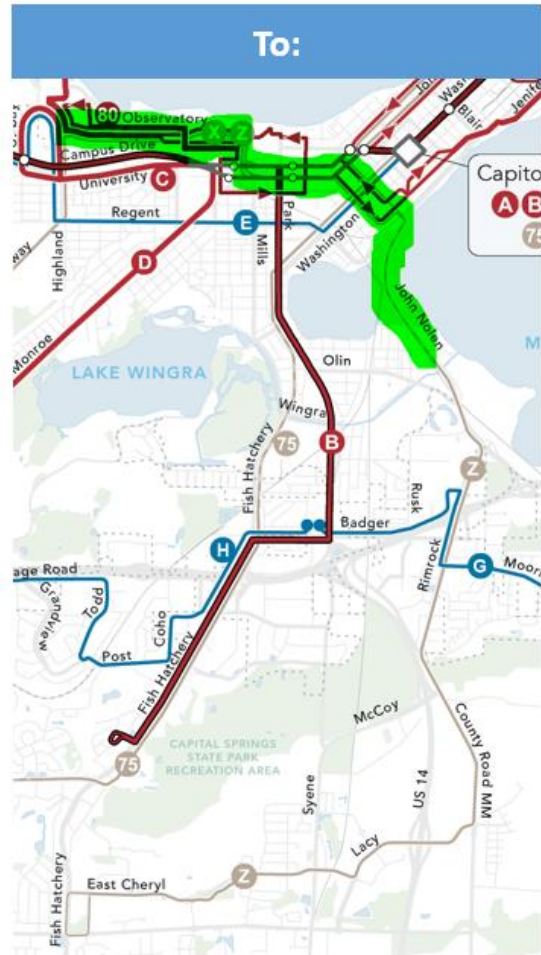 To:
80
Observatory
X
Z
Campus Drive
University
C
Regent
E
Park
Mills
Washington
Blair
Jenifer
Capito
A B
75
Highland
D
Monroe
John Nolen
LAKE WINGRA
Olin
Wingra
75
B
Fish Hatchery
Z
Rusk
Badger
H
Rimrock
G
Moor
age Road
Grandview
Todd
Coho
Post
Fish Hatchery
McCoy
CAPITAL SPRINGS
STATE PARK
RECREATION AREA
75
Syene
US 14
County Road MM
Lacy
Z
East Cheryl
Fish Hatchery